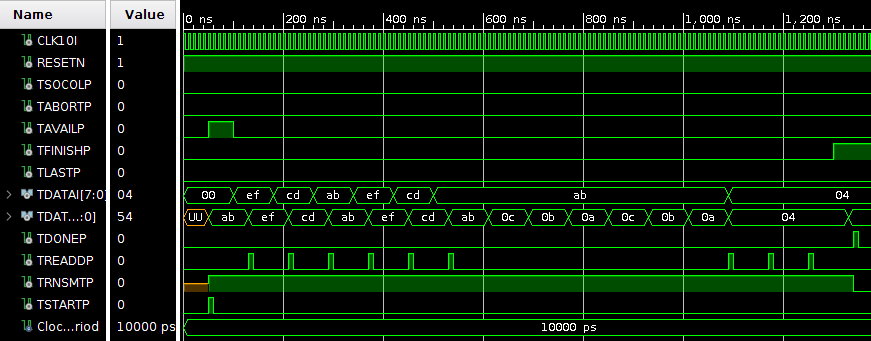 Name Value 0 ns 200 ns 400 ns 600 ns 800 ns 1,000 ns 1,200 ns
CLK10I 1
RESETN 1
TSOCOLP 0
TABORTP 0
TAVAILP 0
TFINISHP 0
TLASTP 0
TDATAI[7:0] 04 00 ef cd ab ef cd ab 04
TDAT...:0] 54 UU ab ef cd ab ef cd ab 0c 0b 0a 0c 0b 0a 04
TDONEP 0
TREADDP 0
TRNSMTP 0
TSTARTP 0
Cloc...riod 10000 ps 10000 ps